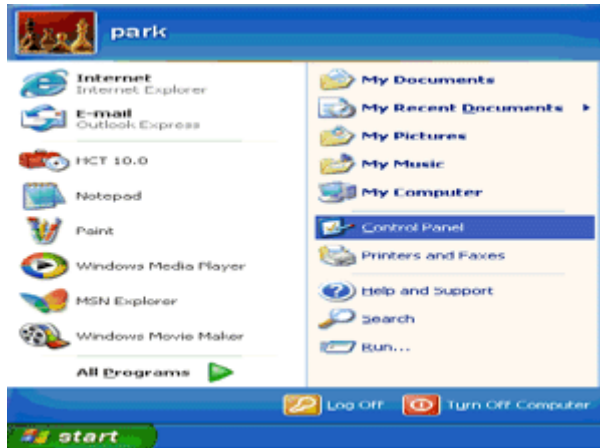 park
Internet
Internet Explorer
E-mail
Outlook Express
HCT 10.0
Notepad
Paint
Windows Media Player
MSN Explorer
Windows Movie Maker
All Programs
My Documents
My Recent Documents
My Pictures
My Music
My Computer
Control Panel
Printers and Faxes
Help and Support
Search
Run...
Log Off
Turn Off Computer
start